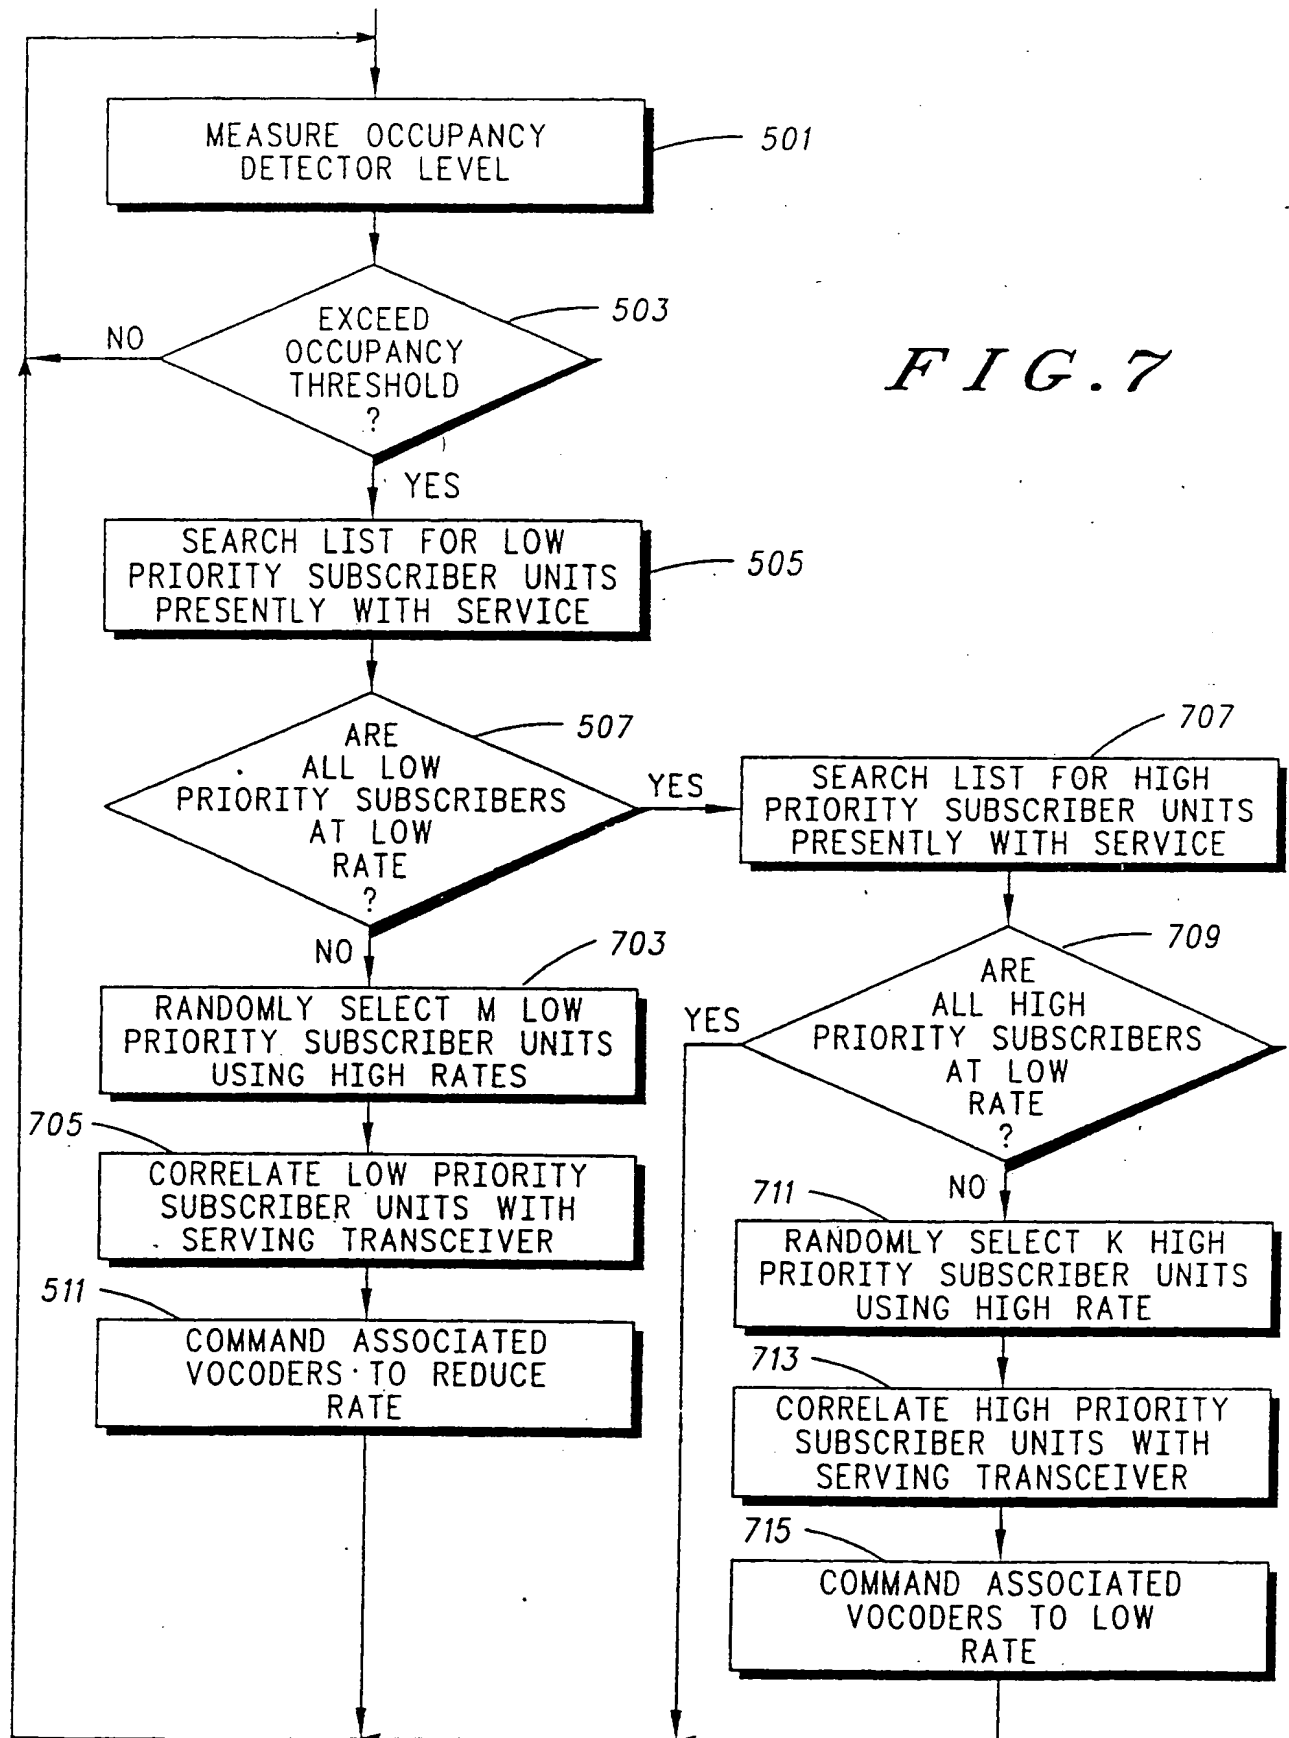 MEASURE OCCUPANCY
DETECTOR LEVEL
501
EXCEED
OCCUPANCY
THRESHOLD
?
503
NO
FIG. 7
YES
SEARCH LIST FOR LOW
PRIORITY SUBSCRIBER UNITS
PRESENTLY WITH SERVICE
505
ARE
ALL LOW
PRIORITY SUBSCRIBERS
AT LOW
RATE
?
507
YES
707
SEARCH LIST FOR HIGH
PRIORITY SUBSCRIBER UNITS
PRESENTLY WITH SERVICE
NO
703
RANDOMLY SELECT M LOW
PRIORITY SUBSCRIBER UNITS
USING HIGH RATES
709
ARE
ALL HIGH
PRIORITY SUBSCRIBERS
AT LOW
RATE
?
YES
705
CORRELATE LOW PRIORITY
SUBSCRIBER UNITS WITH
SERVING TRANSCEIVER
NO
711
RANDOMLY SELECT K HIGH
PRIORITY SUBSCRIBER UNITS
USING HIGH RATE
511
COMMAND ASSOCIATED
VOCODERS TO REDUCE
RATE
713
CORRELATE HIGH PRIORITY
SUBSCRIBER UNITS WITH
SERVING TRANSCEIVER
715
COMMAND ASSOCIATED
VOCODERS TO LOW
RATE